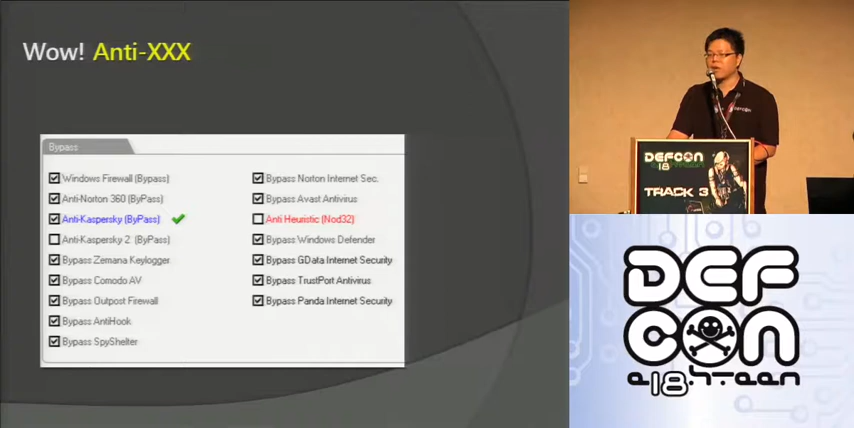 Wow! Anti-XXX
Bypass
Windows Firewall (Bypass)
Anti-Norton 360 (ByPass)
Anti-Kaspersky (ByPass)
Anti-Kaspersky 2 (ByPass)
Bypass Zemana Keylogger
Bypass Comodo AV
Bypass Outpost Firewall
Bypass AntiHook
Bypass SpyShelter
Bypass Norton Internet Sec.
Bypass Avast Antivirus
Anti Heuristic (Nod32)
Bypass Windows Defender
Bypass GData Internet Security
Bypass TrustPort Antivirus
Bypass Panda Internet Security
DEFCON
18
TRACK 3
DEF
CON
e18hteen